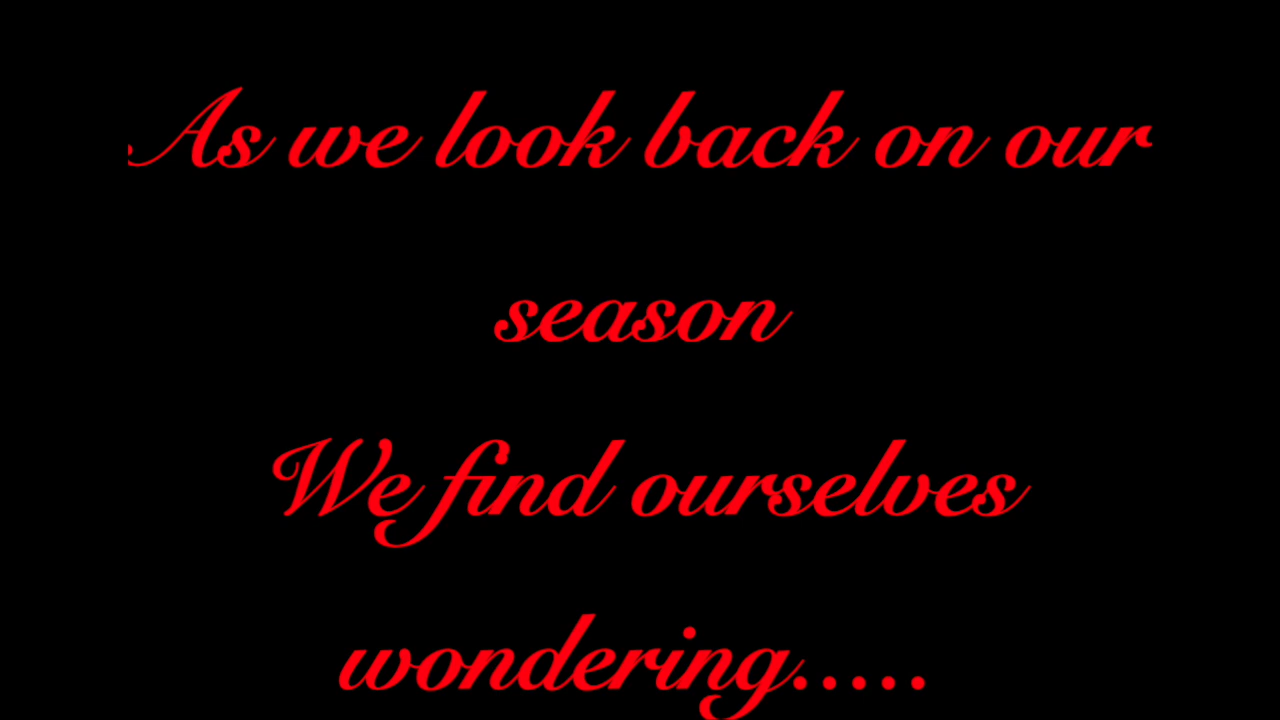 As we look back on our
season
We find ourselves
wondering.....